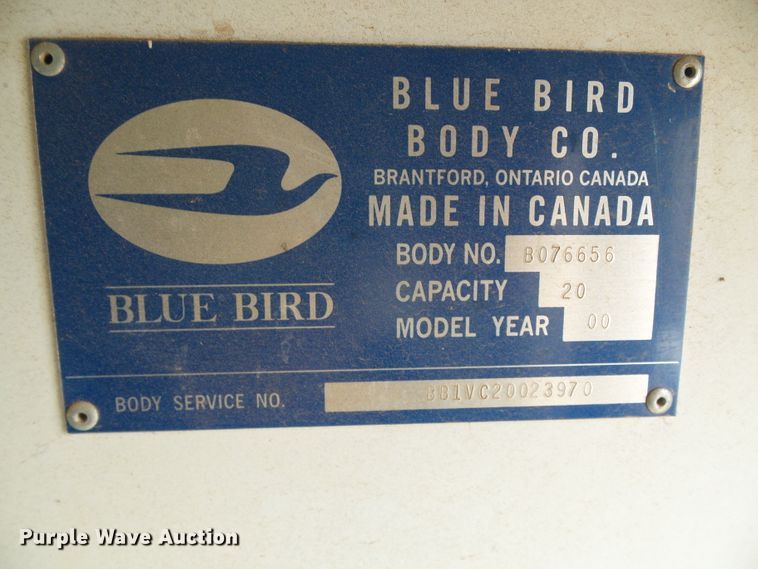 BLUE BIRD
BODY CO.
BRANTFORD, ONTARIO CANADA
MADE IN CANADA
BODY NO. B076656
CAPACITY 20
MODEL YEAR 00
BLUE BIRD
BODY SERVICE NO. BB1VC20023970
Purple Wave Auction